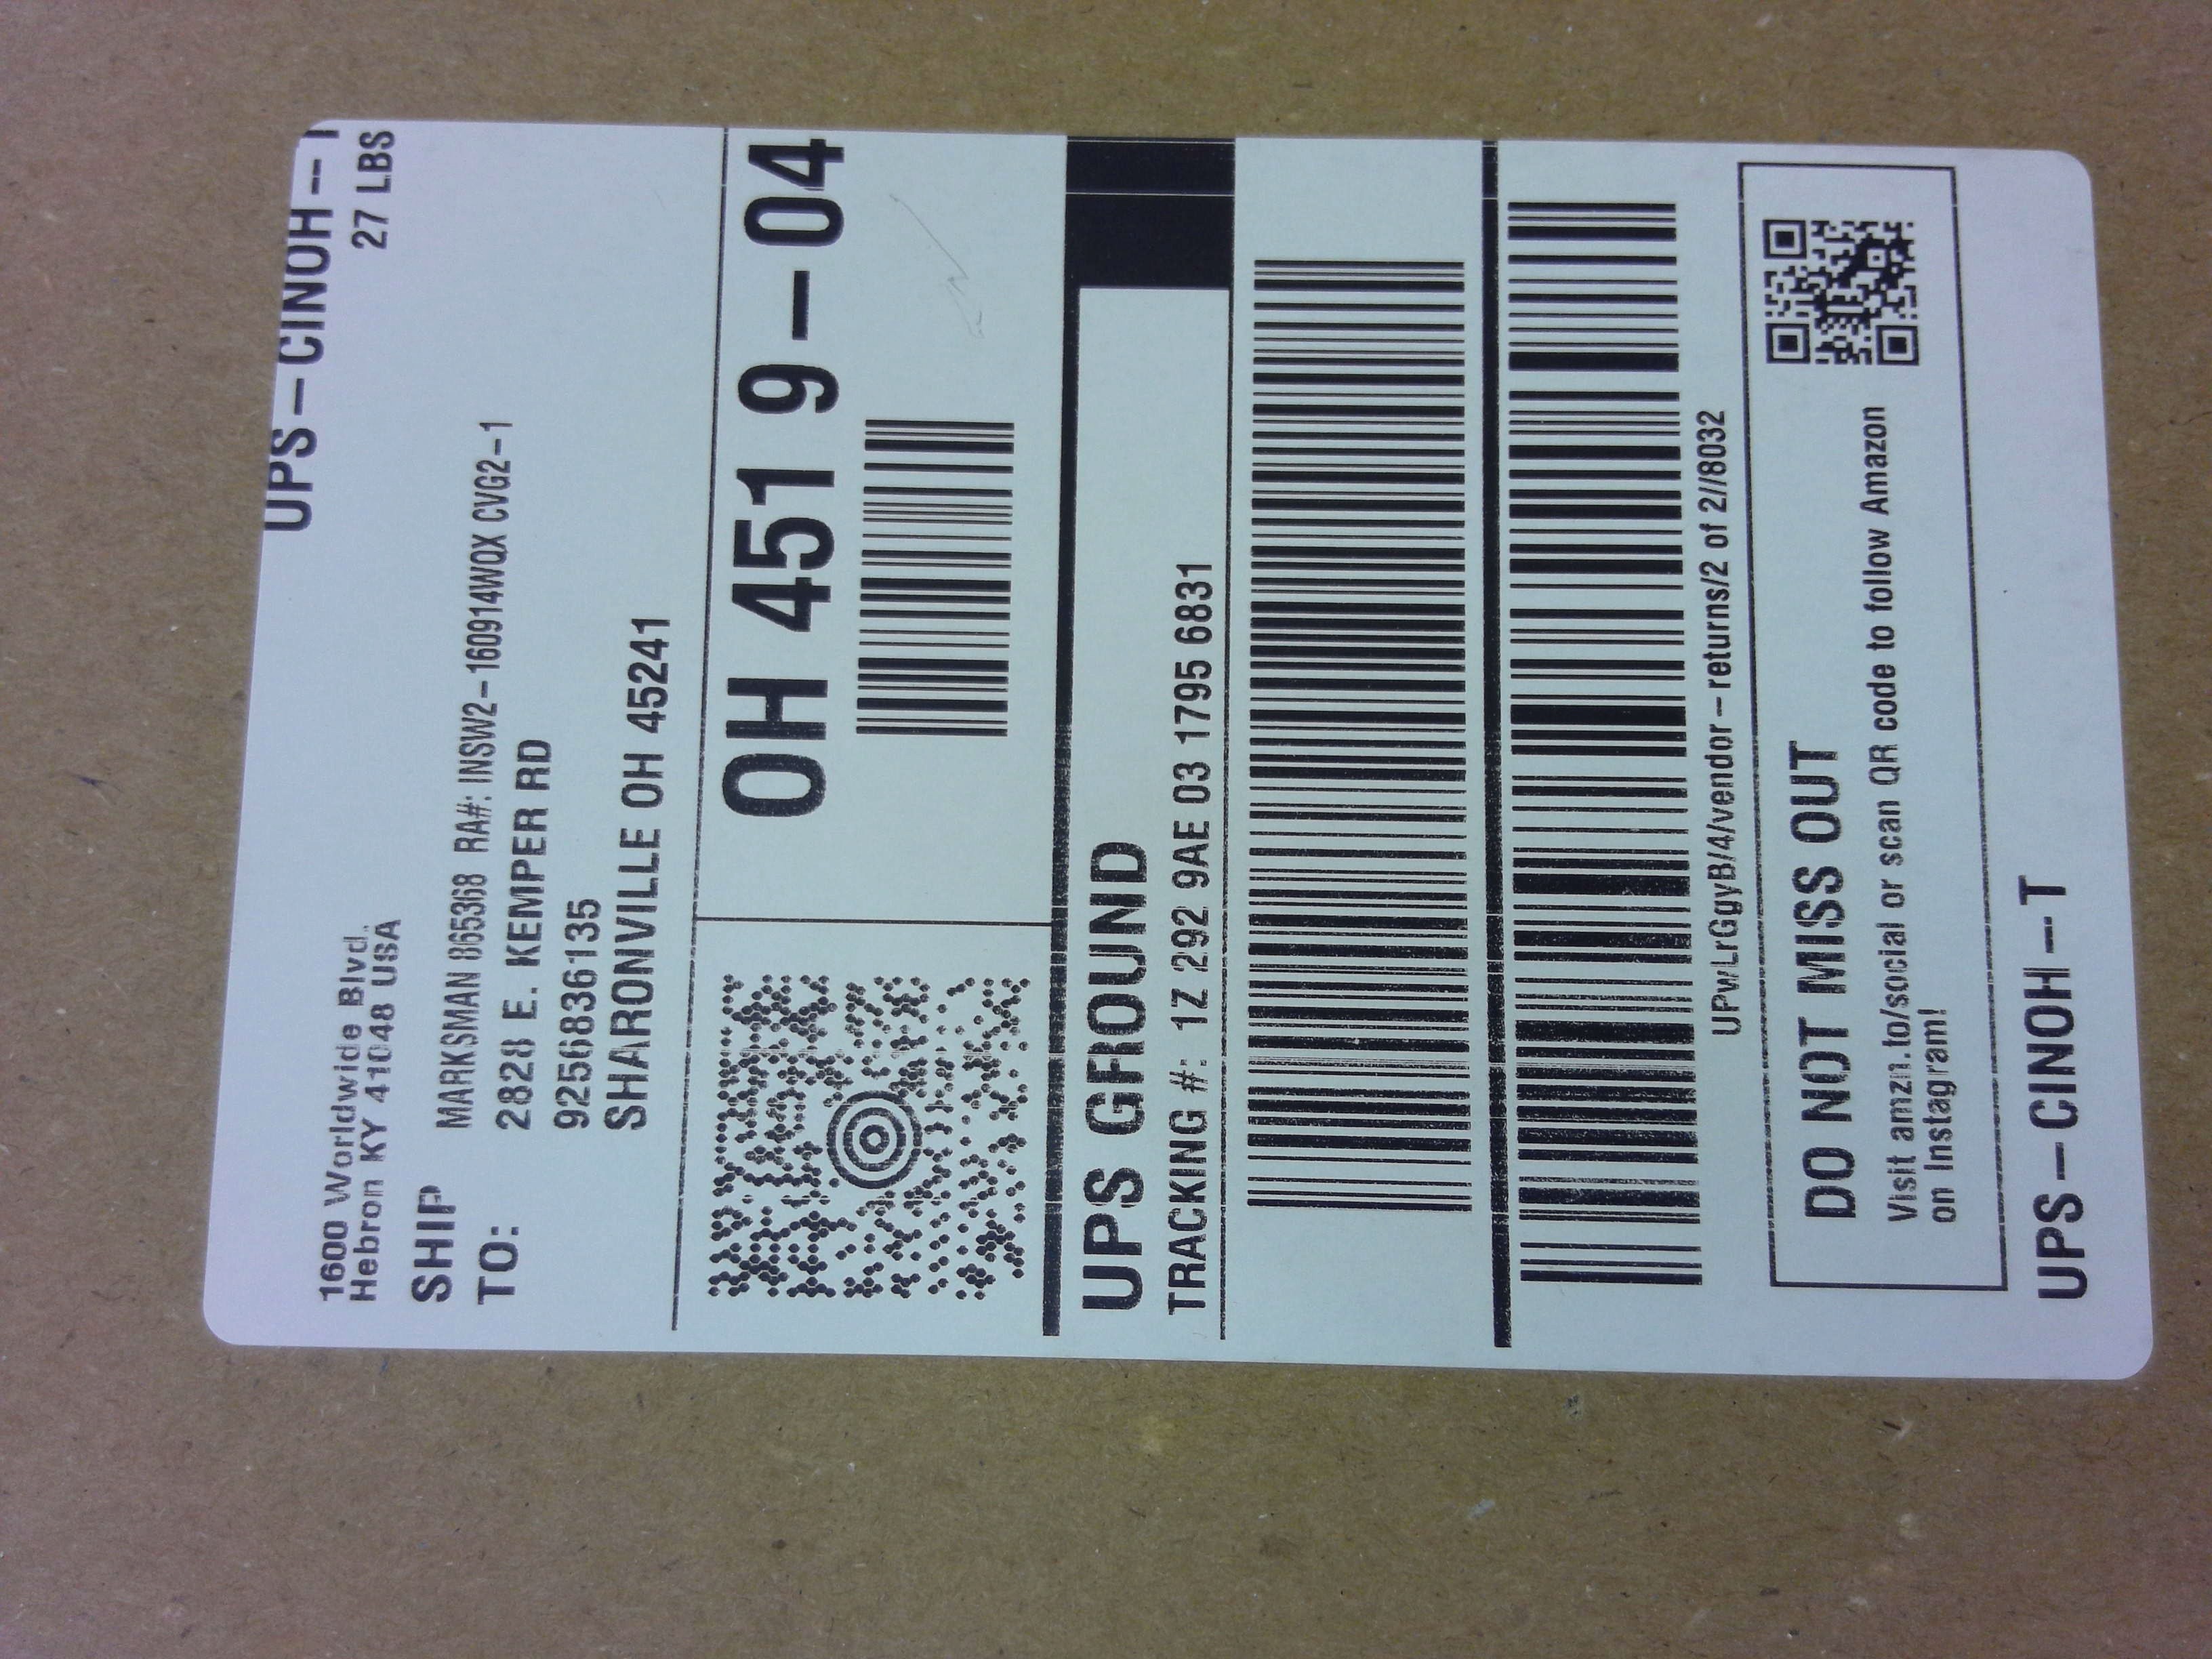 UPS-CINOH-T
27 LBS
1600 Worldwide Blvd.
Hebron KY 41048 USA
SHIP
TO:
MARKSMAN 865368 RA#: INSW2-160914WQX CVG2-1
2828 E. KEMPER RD
9256836135
SHARONVILLE OH 45241
OH 451 9-04
UPS GROUND
TRACKING #: 1Z 292 9AE 03 1795 6831
UPwLrGgyB/4/vendor-returns/2 of 2//8032
DO NOT MISS OUT
Visit amzn.to/social or scan QR code to follow Amazon
on Instagram!
UPS-CINOH-T